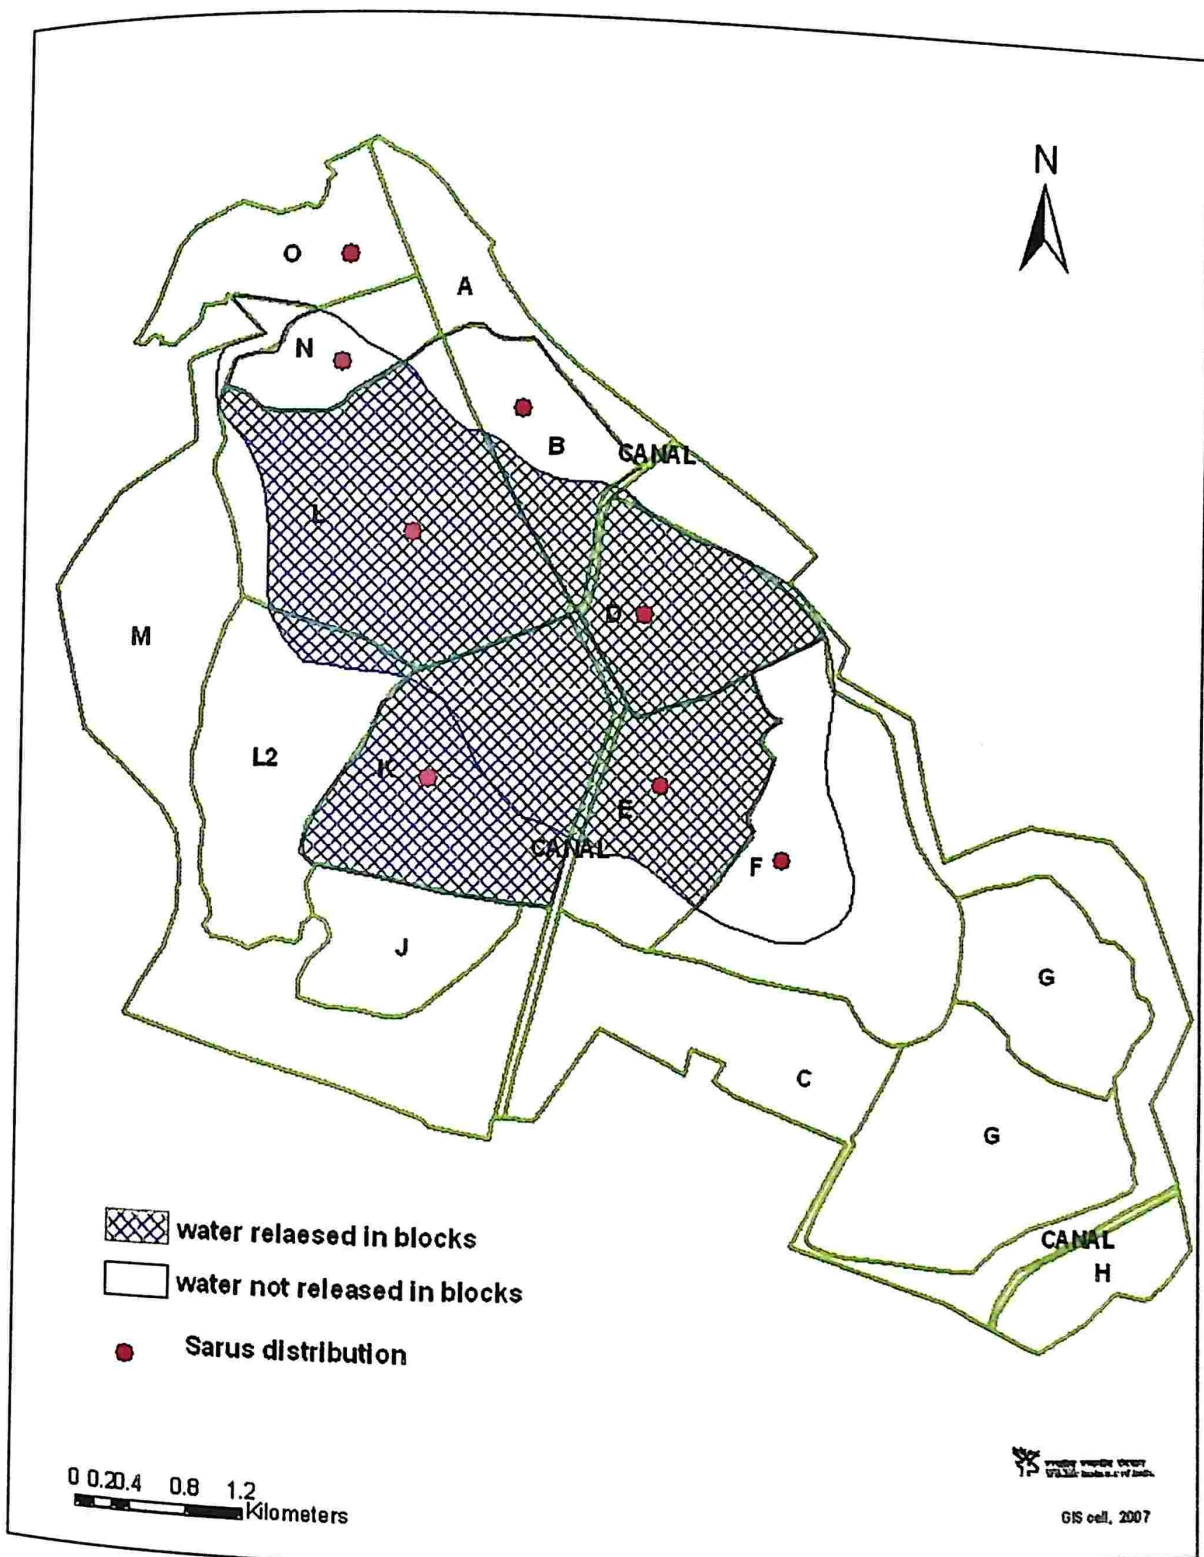 N
O
A
N
B
CANAL
L
D
M
L2
K
E
CANAL
F
J
G
C
G
CANAL
H
water relaesed in blocks
water not released in blocks
Sarus distribution
0 0.20.4 0.8 1.2
Kilometers
GIS cell, 2007